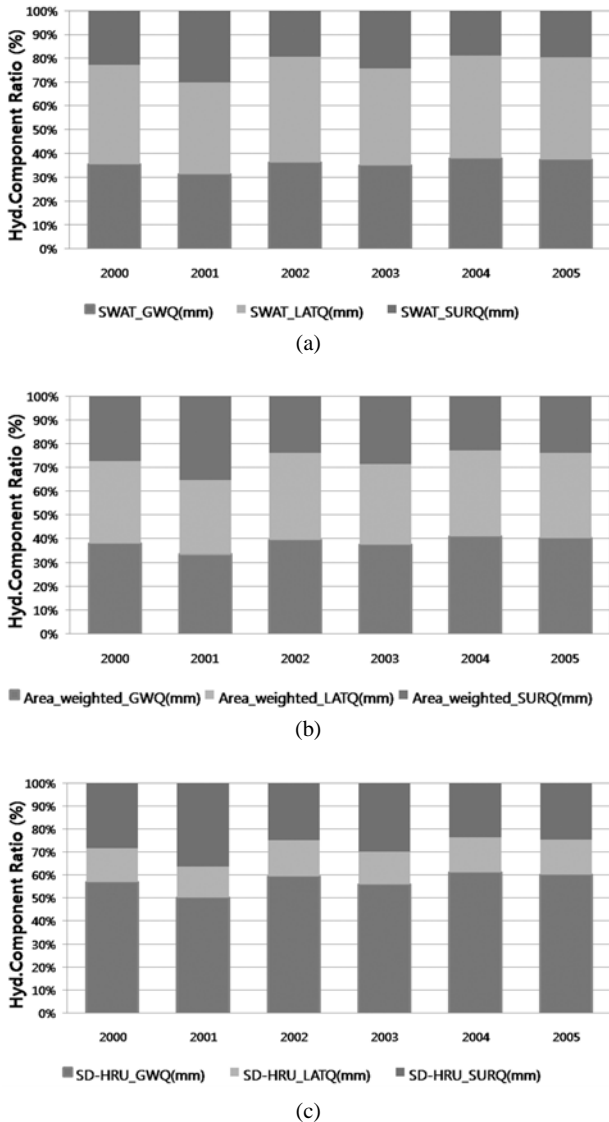 Hyd.Component Ratio (%)
100%
90%
80%
70%
60%
50%
40%
30%
20%
10%
0%
2000 2001 2002 2003 2004 2005
SWAT_GWQ(mm) SWAT_LATQ(mm) SWAT_SURQ(mm)
(a)
Hyd.Component Ratio (%)
100%
90%
80%
70%
60%
50%
40%
30%
20%
10%
0%
2000 2001 2002 2003 2004 2005
Area_weighted_GWQ(mm) Area_weighted_LATQ(mm) Area_weighted_SURQ(mm)
(b)
Hyd.Component Ratio (%)
100%
90%
80%
70%
60%
50%
40%
30%
20%
10%
0%
2000 2001 2002 2003 2004 2005
SD-HRU_GWQ(mm) SD-HRU_LATQ(mm) SD-HRU_SURQ(mm)
(c)